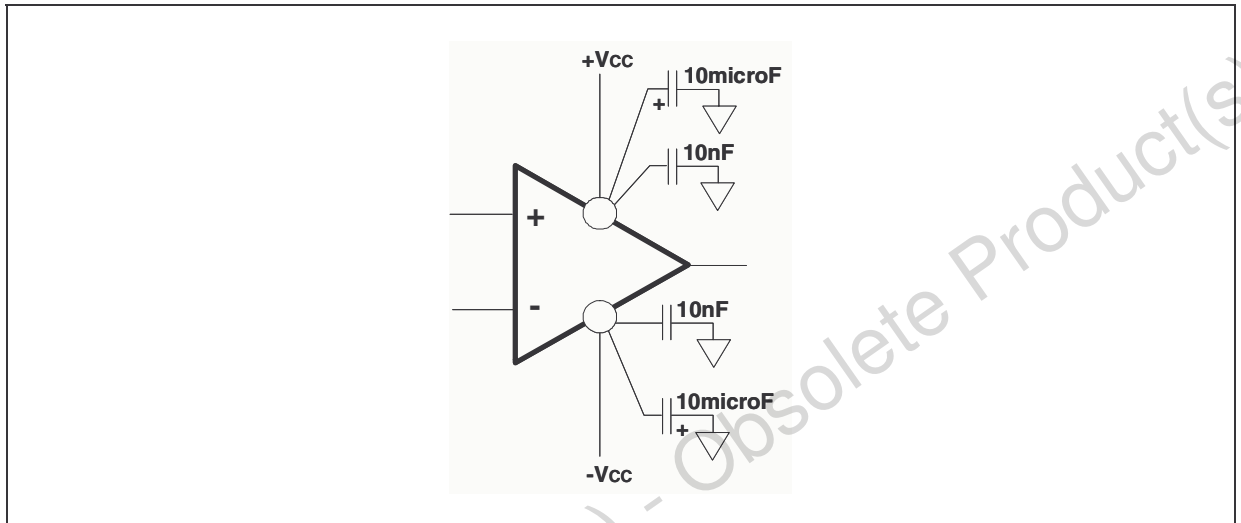 +VCC
10microF
+
10nF
+
-
10nF
10microF
+
-VCC
) - Obsolete Product(s)